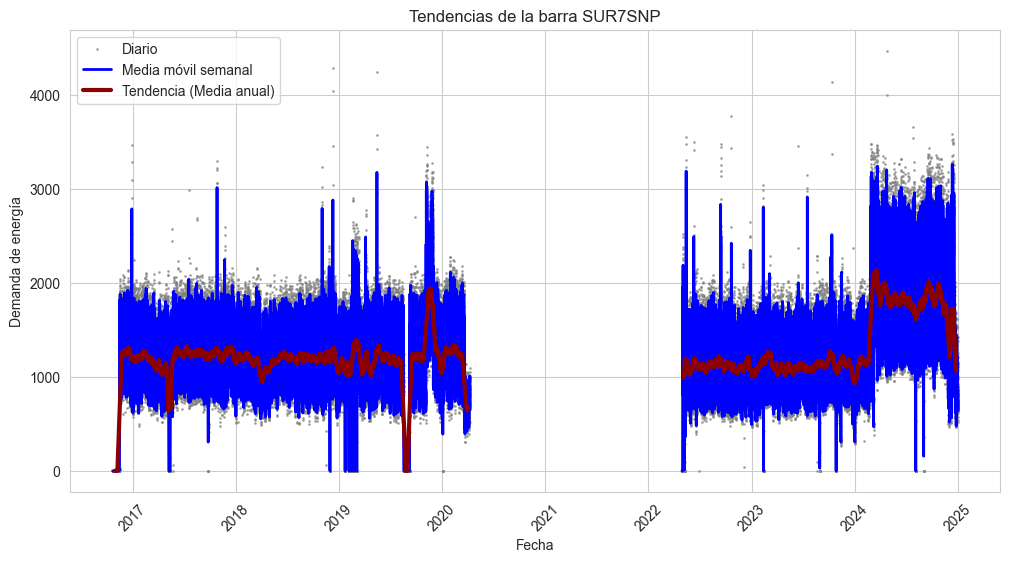 Tendencias de la barra SUR7SNP
Diario
Media móvil semanal
Tendencia (Media anual)
Demanda de energía
4000
3000
2000
1000
0
2017
2018
2019
2020
2021
2022
2023
2024
2025
Fecha